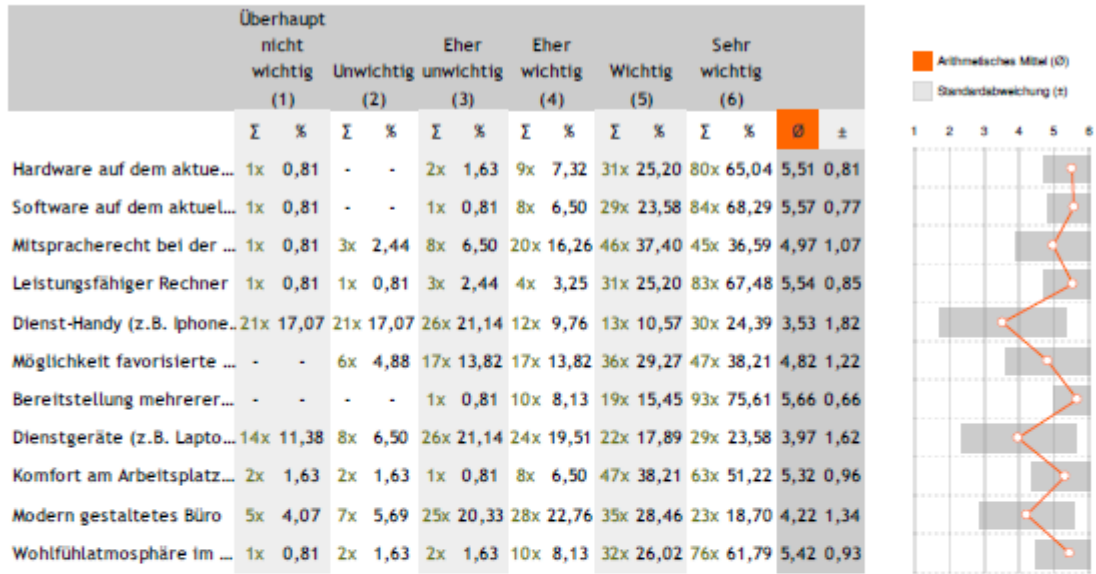 Überhaupt
nicht Eher Eher Sehr
wichtig Unwichtig unwichtig wichtig Wichtig wichtig
(1) (2) (3) (4) (5) (6)
Σ % Σ % Σ % Σ % Σ % Σ % Ø ±
Hardware auf dem aktue... 1x 0,81 - - 2x 1,63 9x 7,32 31x 25,20 80x 65,04 5,51 0,81
Software auf dem aktuel... 1x 0,81 - - 1x 0,81 8x 6,50 29x 23,58 84x 68,29 5,57 0,77
Mitspracherecht bei der ... 1x 0,81 3x 2,44 8x 6,50 20x 16,26 46x 37,40 45x 36,59 4,97 1,07
Leistungsfähiger Rechner 1x 0,81 1x 0,81 3x 2,44 4x 3,25 31x 25,20 83x 67,48 5,54 0,85
Dienst-Handy (z.B. Iphone.. 21x 17,07 21x 17,07 26x 21,14 12x 9,76 13x 10,57 30x 24,39 3,53 1,82
Möglichkeit favorisierte ... - - 6x 4,88 17x 13,82 17x 13,82 36x 29,27 47x 38,21 4,82 1,22
Bereitstellung mehrerer... - - - - 1x 0,81 10x 8,13 19x 15,45 93x 75,61 5,66 0,66
Dienstgeräte (z.B. Lapto... 14x 11,38 8x 6,50 26x 21,14 24x 19,51 22x 17,89 29x 23,58 3,97 1,62
Komfort am Arbeitsplatz... 2x 1,63 2x 1,63 1x 0,81 8x 6,50 47x 38,21 63x 51,22 5,32 0,96
Modern gestaltetes Büro 5x 4,07 7x 5,69 25x 20,33 28x 22,76 35x 28,46 23x 18,70 4,22 1,34
Wohlfühlatmosphäre im ... 1x 0,81 2x 1,63 2x 1,63 10x 8,13 32x 26,02 76x 61,79 5,42 0,93
Arithmetisches Mittel (Ø)
Standardabweichung (±)
1 2 3 4 5 6